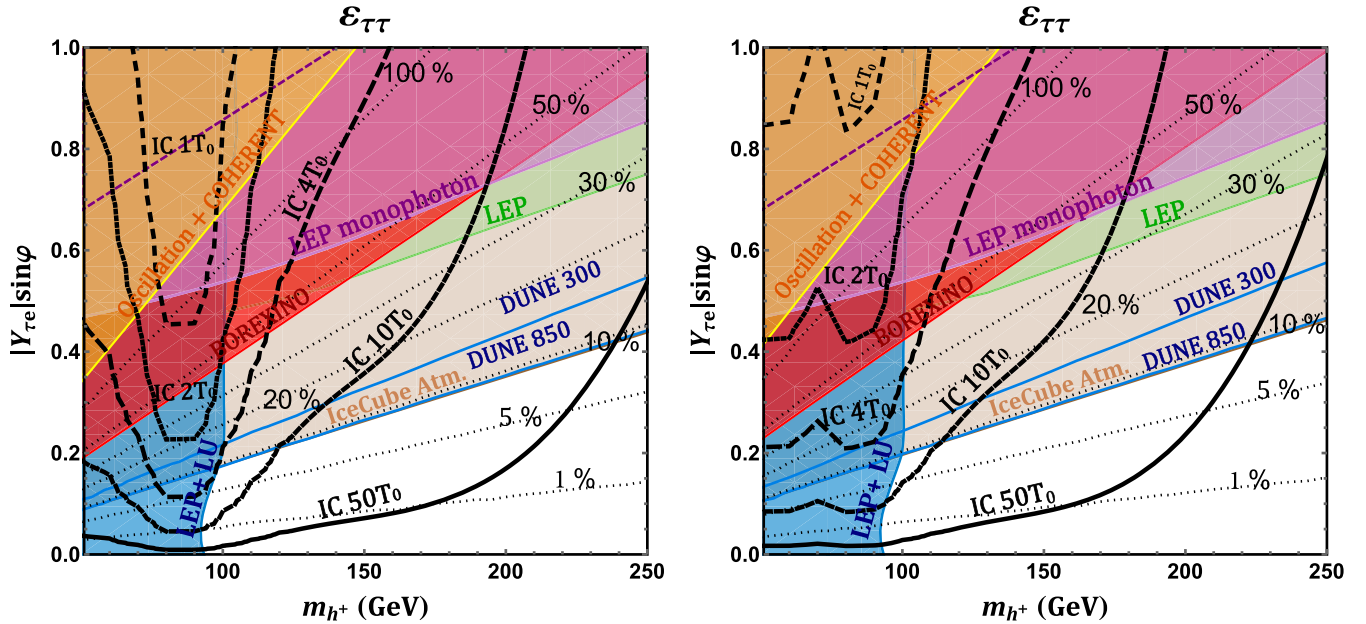 ε_ττ
|Y_τe|sinφ
1.0
0.8
0.6
0.4
0.2
0.0
100
150
200
250
m_h⁺ (GeV)
Oscillation + COHERENT
IC 1T₀
IC 2T₀
IC 4T₀
IC 10T₀
IC 50T₀
LEP monophoton
LEP
BOREXINO
DUNE 300
DUNE 850
IceCube Atm.
LEP+ LU
100 %
50 %
30 %
20 %
10 %
5 %
1 %
ε_ττ
|Y_τe|sinφ
1.0
0.8
0.6
0.4
0.2
0.0
100
150
200
250
m_h⁺ (GeV)
Oscillation + COHERENT
IC 1T₀
IC 2T₀
IC 4T₀
IC 10T₀
IC 50T₀
LEP monophoton
LEP
BOREXINO
DUNE 300
DUNE 850
IceCube Atm.
LEP+ LU
100 %
50 %
30 %
20 %
10 %
5 %
1 %